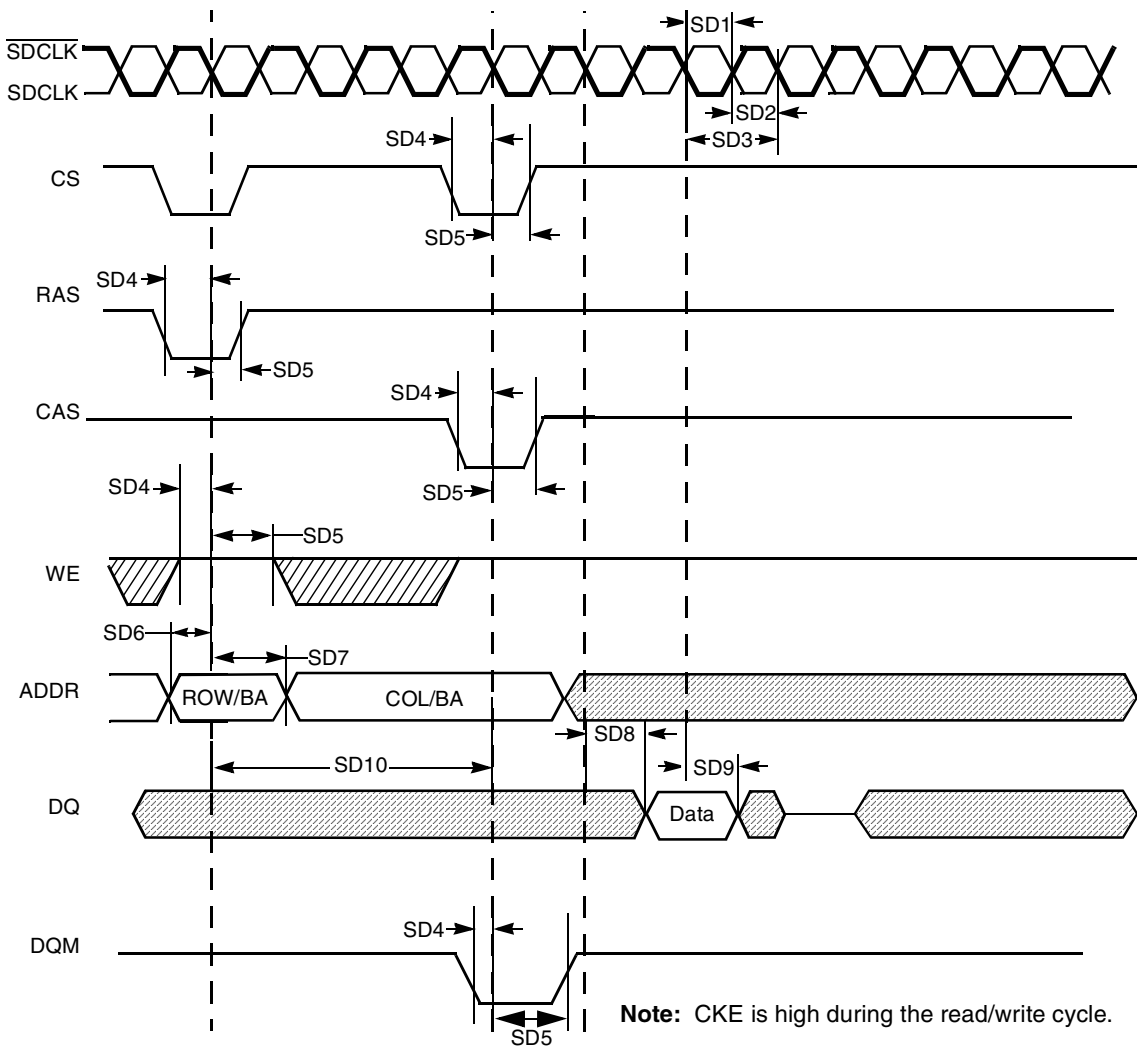 SD1
SDCLK
SDCLK
SD2
SD4
SD3
CS
SD5
SD4
RAS
SD5
SD4
CAS
SD4
SD5
SD5
WE
SD6
SD7
ADDR
ROW/BA
COL/BA
SD8
SD10
SD9
DQ
Data
SD4
DQM
Note: CKE is high during the read/write cycle.
SD5